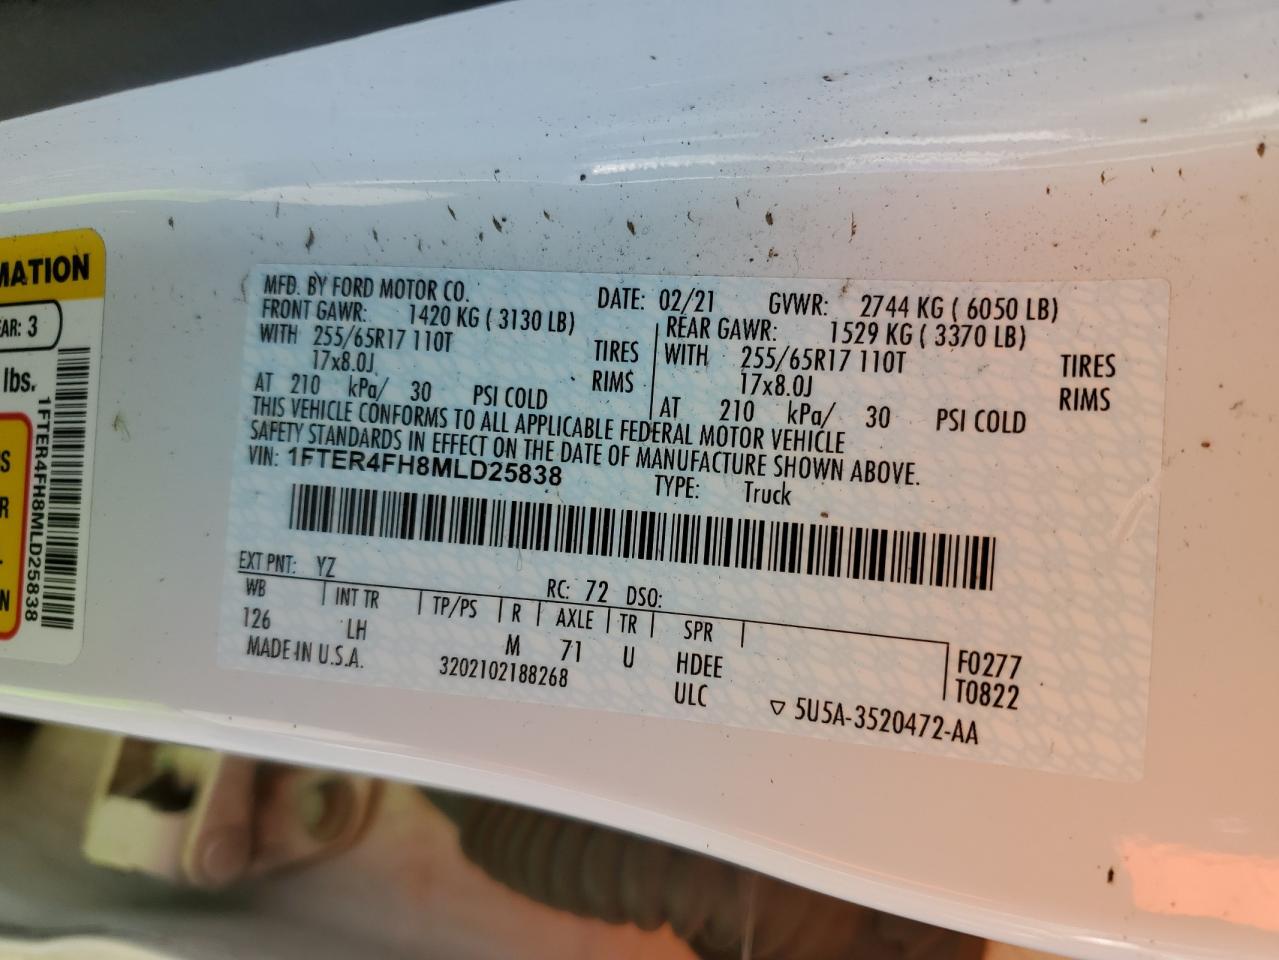 MATION
EAR: 3
lbs.
S
R
N
1FTER4FH8MLD25838
MFD. BY FORD MOTOR CO. DATE: 02/21 GVWR: 2744 KG ( 6050 LB)
FRONT GAWR: 1420 KG ( 3130 LB) REAR GAWR: 1529 KG ( 3370 LB)
WITH 255/65R17 110T TIRES WITH 255/65R17 110T TIRES
17x8.0J RIMS 17x8.0J RIMS
AT 210 kPa/ 30 PSI COLD AT 210 kPa/ 30 PSI COLD
THIS VEHICLE CONFORMS TO ALL APPLICABLE FEDERAL MOTOR VEHICLE
SAFETY STANDARDS IN EFFECT ON THE DATE OF MANUFACTURE SHOWN ABOVE.
VIN: 1FTER4FH8MLD25838 TYPE: Truck
EXT PNT: YZ RC: 72 DSO:
WB INT TR TP/PS R AXLE TR SPR
126 LH M 71 U HDEE F0277
MADE IN U.S.A. 3202102188268 ULC T0822
5U5A-3520472-AA